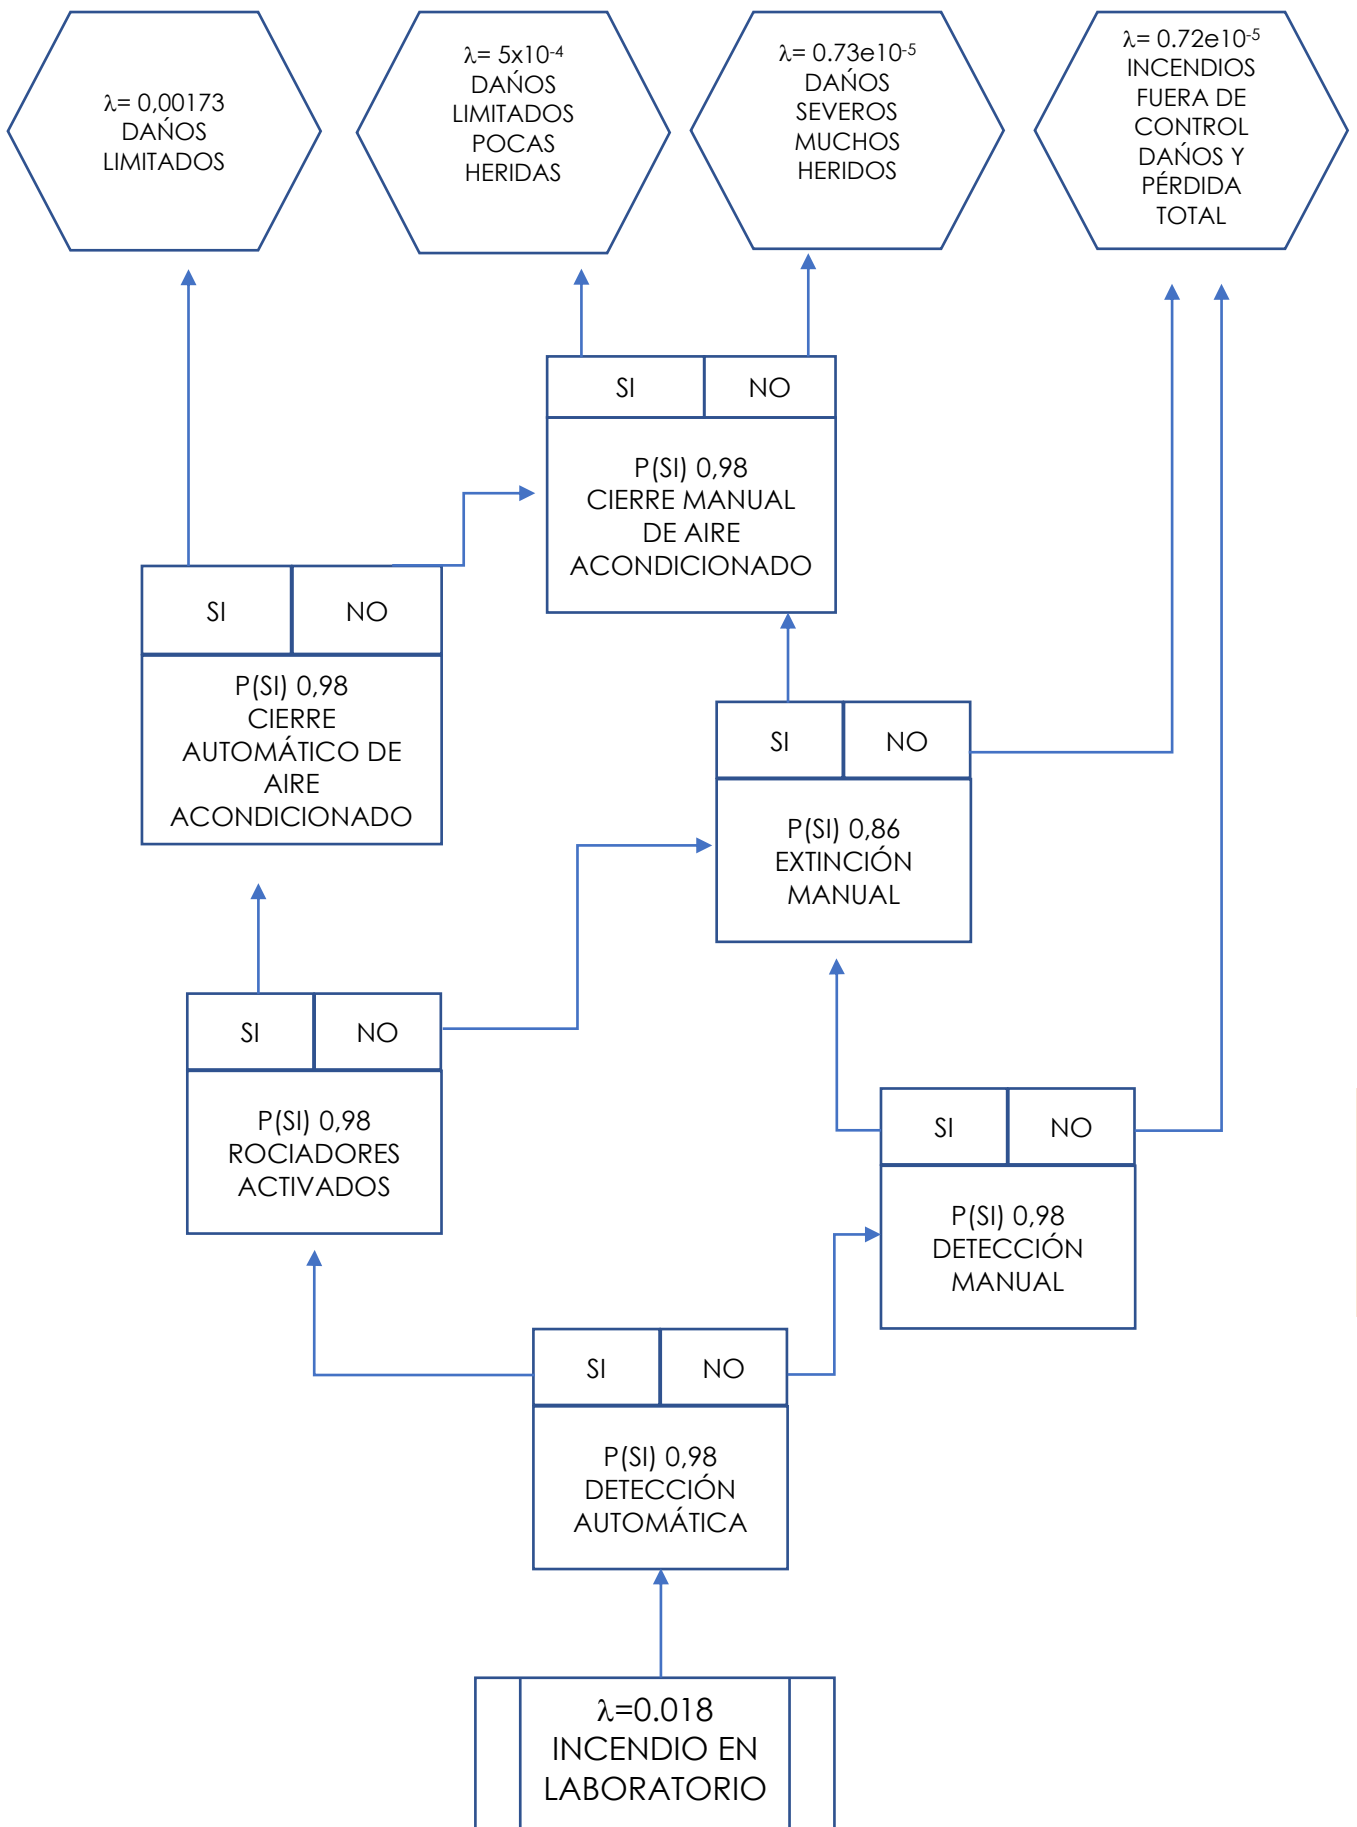 λ= 0,00173
DAŃOS
LIMITADOS
λ= 5x10-4
DAŃOS
LIMITADOS
POCAS
HERIDAS
λ= 0.73e10-5
DAŃOS
SEVEROS
MUCHOS
HERIDOS
λ= 0.72e10-5
INCENDIOS
FUERA DE
CONTROL
DAŃOS Y
PÉRDIDA
TOTAL
SI
NO
P(SI) 0,98
CIERRE MANUAL
DE AIRE
ACONDICIONADO
SI
NO
P(SI) 0,98
CIERRE
AUTOMÁTICO DE
AIRE
ACONDICIONADO
SI
NO
P(SI) 0,86
EXTINCIÓN
MANUAL
SI
NO
P(SI) 0,98
ROCIADORES
ACTIVADOS
SI
NO
P(SI) 0,98
DETECCIÓN
MANUAL
SI
NO
P(SI) 0,98
DETECCIÓN
AUTOMÁTICA
λ=0.018
INCENDIO EN
LABORATORIO